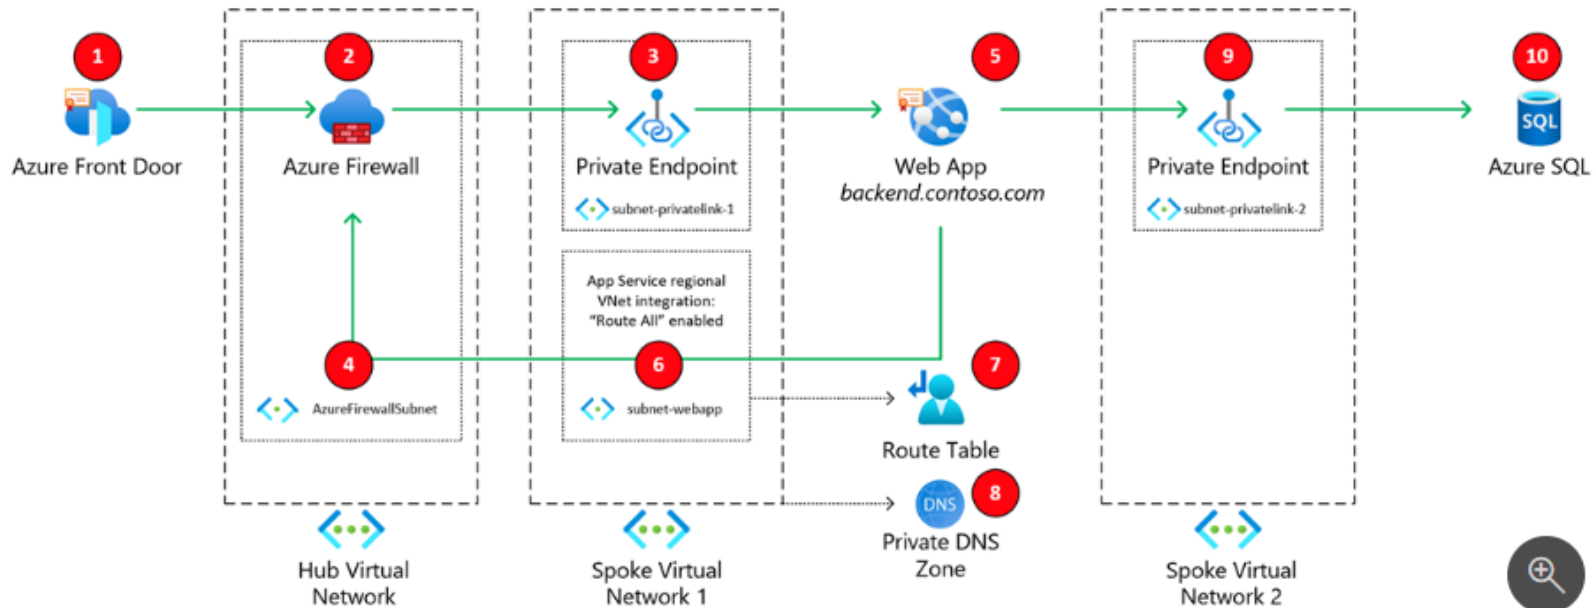 1
2
3
5
9
10
SQL
Azure Front Door
Azure Firewall
Private Endpoint
Web App
backend.contoso.com
Private Endpoint
Azure SQL
subnet-privatelink-1
subnet-privatelink-2
App Service regional
VNet integration:
"Route All" enabled
4
6
7
AzureFirewallSubnet
subnet-webapp
Route Table
8
DNS
Private DNS
Zone
Hub Virtual
Network
Spoke Virtual
Network 1
Spoke Virtual
Network 2